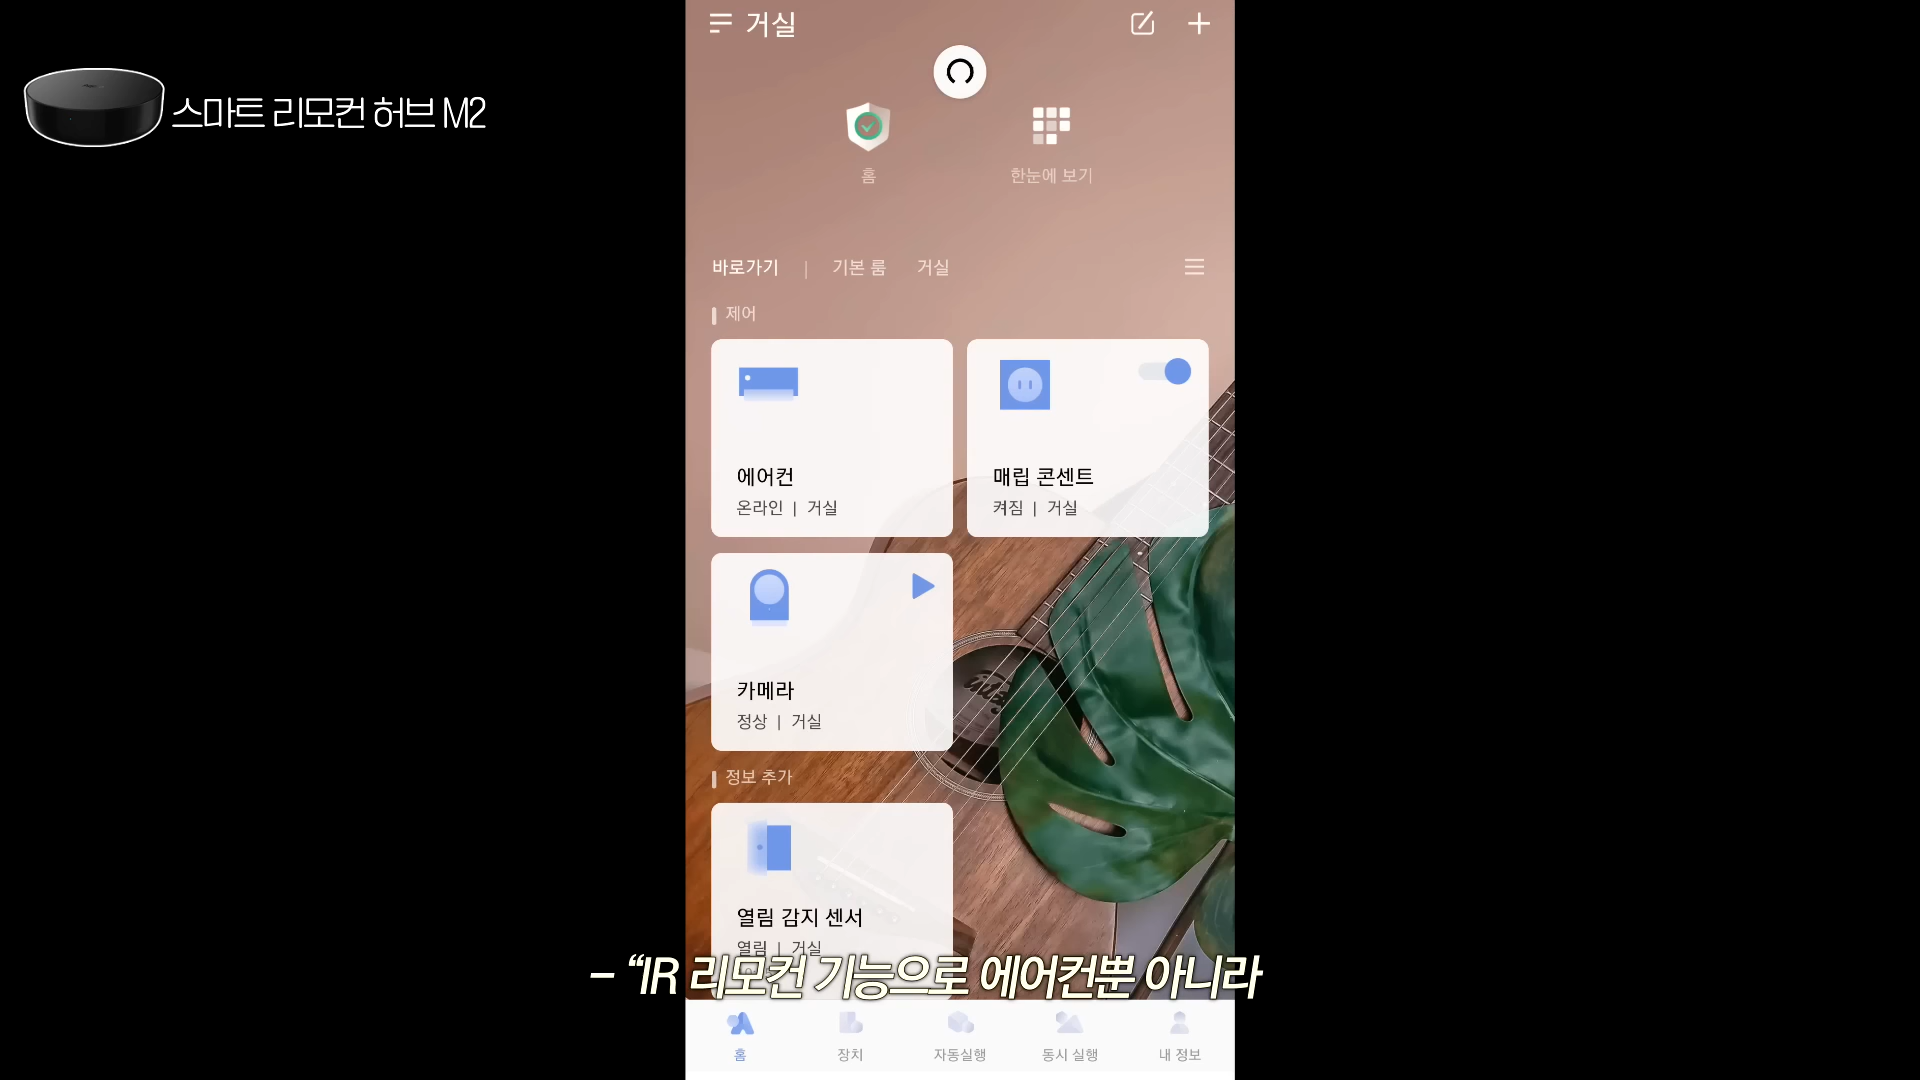 거실
스마트 리모컨 허브 M2
홈
한눈에 보기
바로가기 | 기본 룸 거실
제어
에어컨
온라인 | 거실
매립 콘센트
켜짐 | 거실
카메라
정상 | 거실
정보 추가
열림 감지 센서
열림 | 거실
- “IR 리모컨 기능으로 에어컨뿐 아니라
홈
장치
자동실행
동시 실행
내 정보